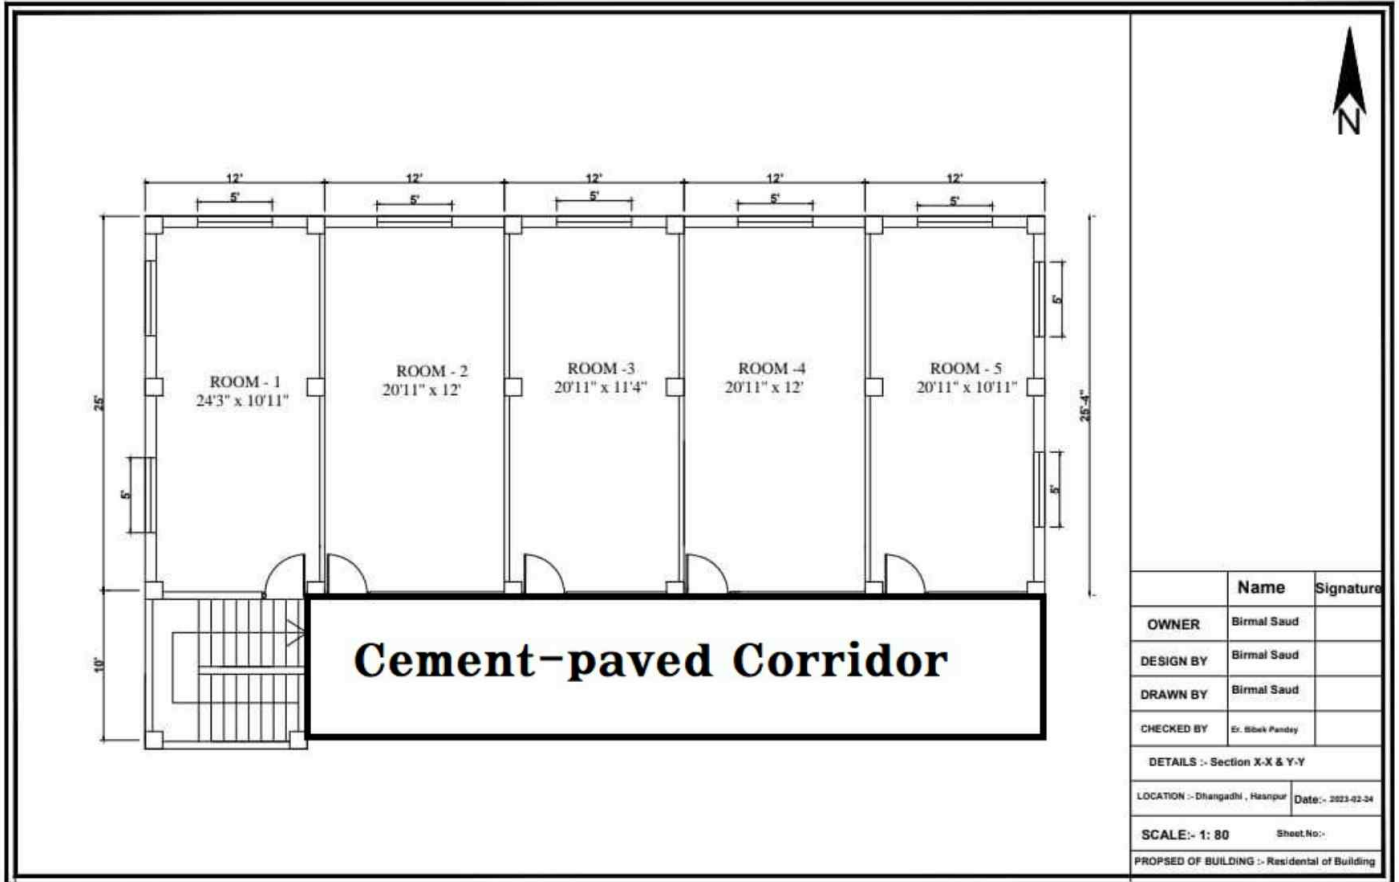 N
12' 12' 12' 12' 12'
5' 5' 5' 5' 5'
5'
ROOM - 1
24'3" x 10'11"
ROOM - 2
20'11" x 12'
ROOM -3
20'11" x 11'4"
ROOM -4
20'11" x 12'
ROOM - 5
20'11" x 10'11"
25'
25'-4"
5'
5'
10'
Cement-paved Corridor
Name Signature
OWNER Birmal Saud
DESIGN BY Birmal Saud
DRAWN BY Birmal Saud
CHECKED BY Er. Bibek Pandey
DETAILS :- Section X-X & Y-Y
LOCATION :- Dhangadhi , Hasnpur Date:- 2023-02-24
SCALE:- 1: 80 Sheet.No:-
PROPSED OF BUILDING :- Residental of Building